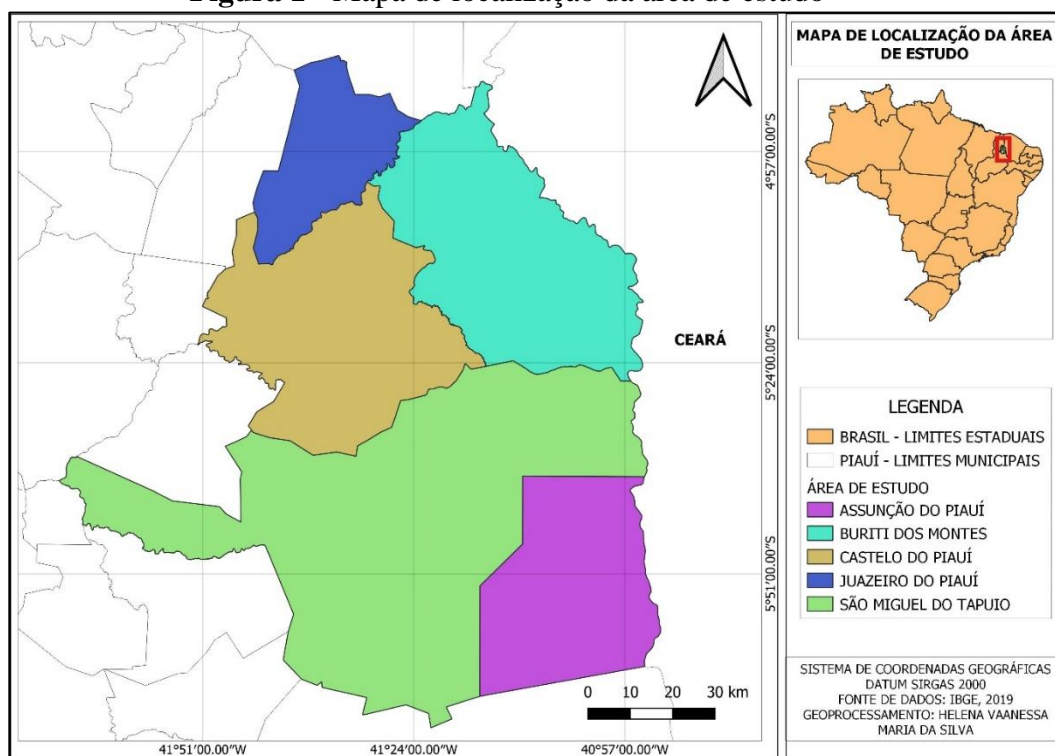 Figura 1 - Mapa de localização da área de estudo
MAPA DE LOCALIZAÇÃO DA ÁREA
DE ESTUDO
4°57'00.00"S
CEARÁ
5°24'00.00"S
5°51'00.00"S
0 10 20 30 km
41°51'00.00"W 41°24'00.00"W 40°57'00.00"W
LEGENDA
BRASIL - LIMITES ESTADUAIS
PIAUÍ - LIMITES MUNICIPAIS
ÁREA DE ESTUDO
ASSUNÇÃO DO PIAUÍ
BURITI DOS MONTES
CASTELO DO PIAUÍ
JUAZEIRO DO PIAUÍ
SÃO MIGUEL DO TAPUIO
SISTEMA DE COORDENADAS GEOGRÁFICAS
DATUM SIRGAS 2000
FONTE DE DADOS: IBGE, 2019
GEOPROCESSAMENTO: HELENA VAANESSA
MARIA DA SILVA